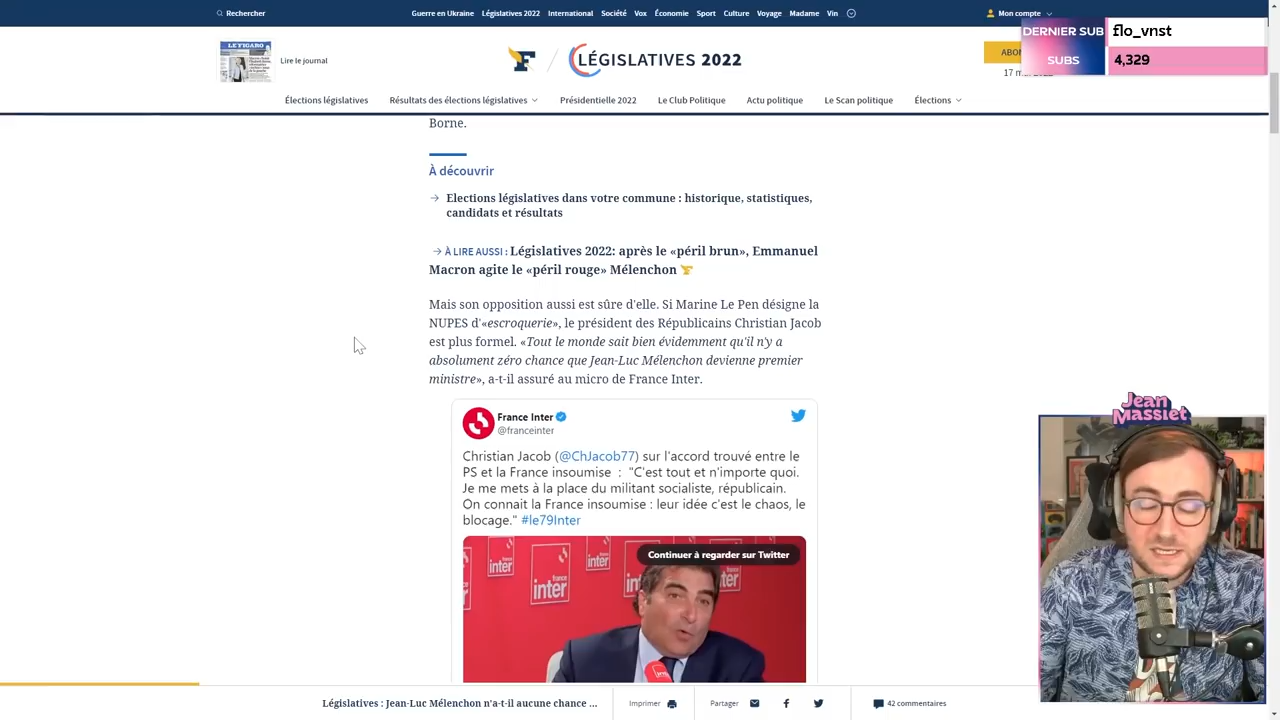 Rechercher
Guerre en Ukraine Législatives 2022 International Société Vox Économie Sport Culture Voyage Madame Vin
Mon compte
DERNIER SUB flo_vnst
SUBS 4,329
LE FIGARO
Lire le journal
F / LÉGISLATIVES 2022
Élections législatives Résultats des élections législatives Présidentielle 2022 Le Club Politique Actu politique Le Scan politique Élections
Borne.
À découvrir
→ Elections législatives dans votre commune : historique, statistiques,
candidats et résultats
→ À LIRE AUSSI : Législatives 2022: après le «péril brun», Emmanuel
Macron agite le «péril rouge» Mélenchon
Mais son opposition aussi est sûre d'elle. Si Marine Le Pen désigne la
NUPES d'«escroquerie», le président des Républicains Christian Jacob
est plus formel. «Tout le monde sait bien évidemment qu'il n'y a
absolument zéro chance que Jean-Luc Mélenchon devienne premier
ministre», a-t-il assuré au micro de France Inter.
France Inter
@franceinter
Christian Jacob (@ChJacob77) sur l'accord trouvé entre le
PS et la France insoumise : "C'est tout et n'importe quoi.
Je me mets à la place du militant socialiste, républicain.
On connait la France insoumise : leur idée c'est le chaos, le
blocage." #le79Inter
Continuer à regarder sur Twitter
inter
inter
inter
Jean
Massiet
Législatives : Jean-Luc Mélenchon n'a-t-il aucune chance ...
Imprimer
Partager
42 commentaires